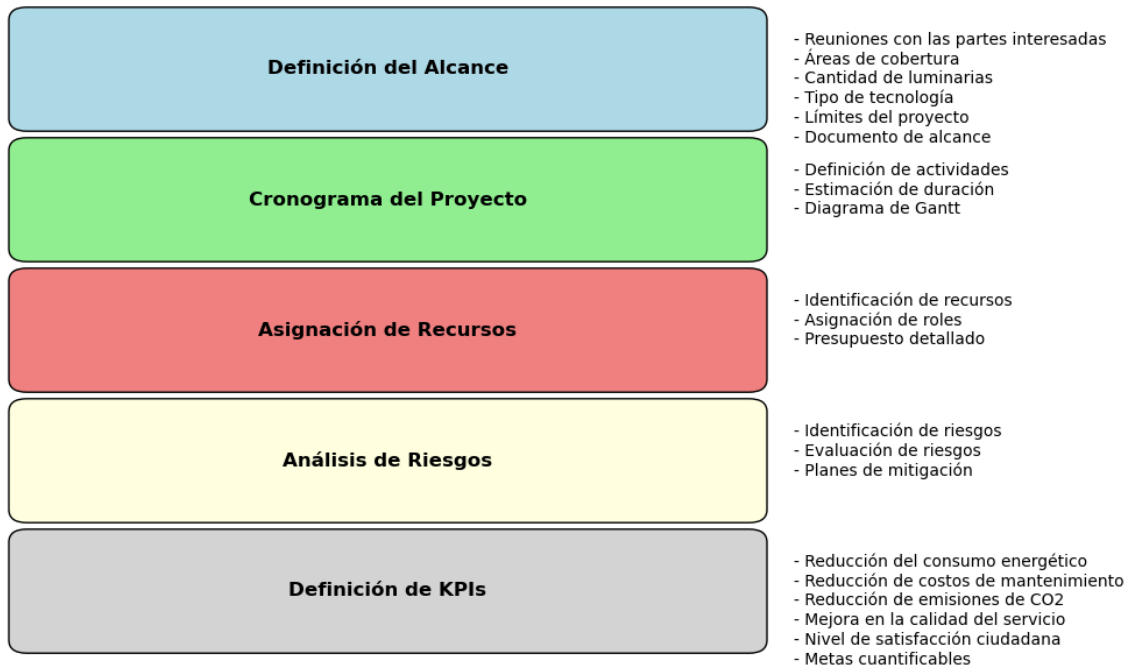 Definición del Alcance
- Reuniones con las partes interesadas
- Áreas de cobertura
- Cantidad de luminarias
- Tipo de tecnología
- Límites del proyecto
- Documento de alcance
Cronograma del Proyecto
- Definición de actividades
- Estimación de duración
- Diagrama de Gantt
Asignación de Recursos
- Identificación de recursos
- Asignación de roles
- Presupuesto detallado
Análisis de Riesgos
- Identificación de riesgos
- Evaluación de riesgos
- Planes de mitigación
Definición de KPIs
- Reducción del consumo energético
- Reducción de costos de mantenimiento
- Reducción de emisiones de CO2
- Mejora en la calidad del servicio
- Nivel de satisfacción ciudadana
- Metas cuantificables